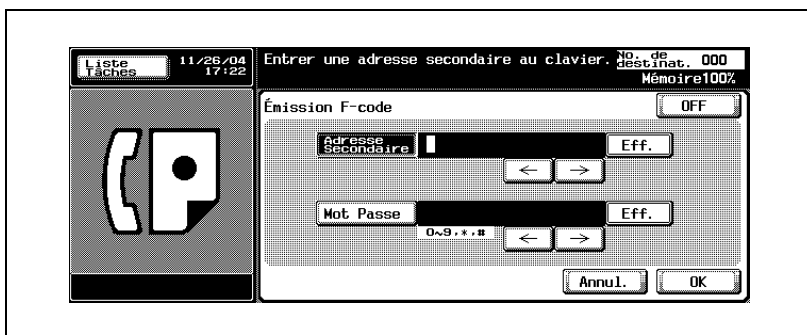 Liste
Tâches
11/26/04
17:22
Entrer une adresse secondaire au clavier.
No. de
destinat. 000
Mémoire100%
Émission F-code
OFF
Adresse
secondaire
Eff.
← →
Mot Passe
Eff.
0~9,*,#
← →
Annul.
OK